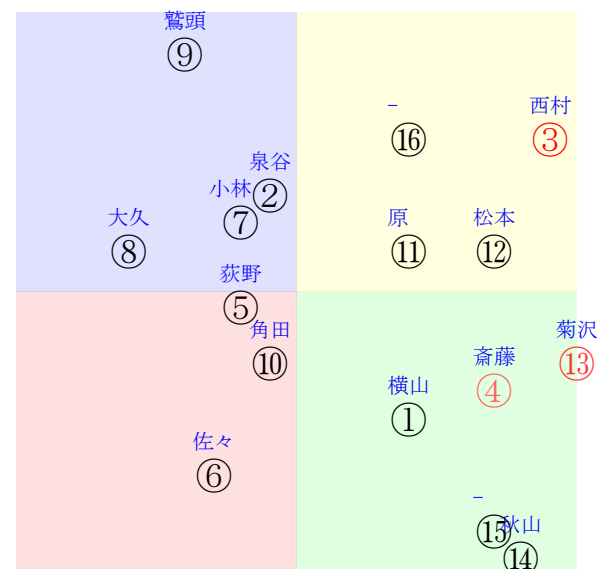 鷲頭
⑨
–
⑯
西村
③
泉谷
②
小林
⑦
大久
⑧
原
⑪
松本
⑫
荻野
⑤
角田
⑩
菊沢
⑬
斎藤
④
横山
①
佐々
⑥
–
⑮
秋山
⑭